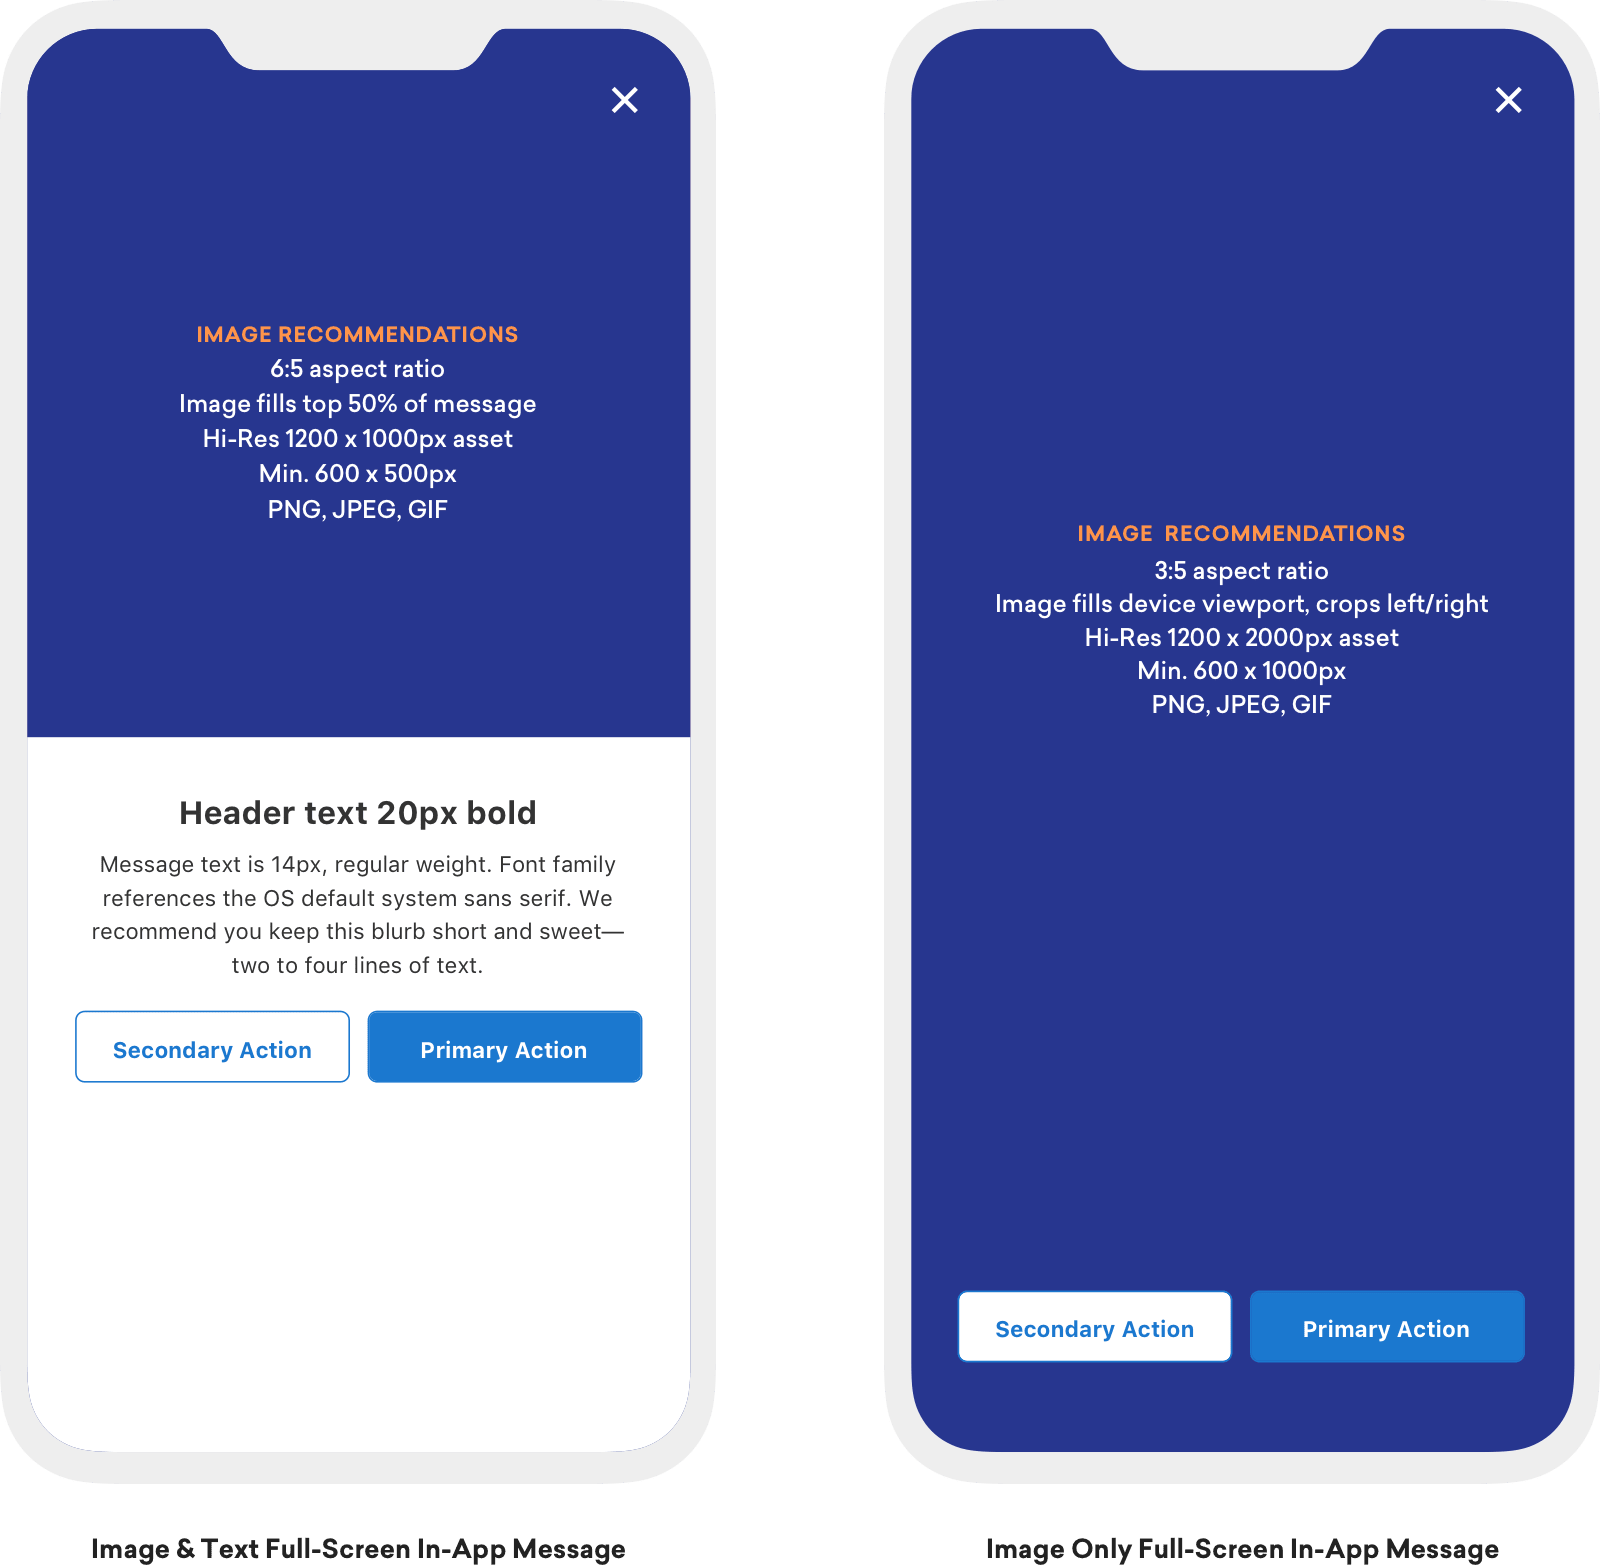 IMAGE RECOMMENDATIONS
6:5 aspect ratio
Image fills top 50% of message
Hi-Res 1200 x 1000px asset
Min. 600 x 500px
PNG, JPEG, GIF
Header text 20px bold
Message text is 14px, regular weight. Font family
references the OS default system sans serif. We
recommend you keep this blurb short and sweet—
two to four lines of text.
Secondary Action
Primary Action
Image & Text Full-Screen In-App Message
IMAGE RECOMMENDATIONS
3:5 aspect ratio
Image fills device viewport, crops left/right
Hi-Res 1200 x 2000px asset
Min. 600 x 1000px
PNG, JPEG, GIF
Secondary Action
Primary Action
Image Only Full-Screen In-App Message